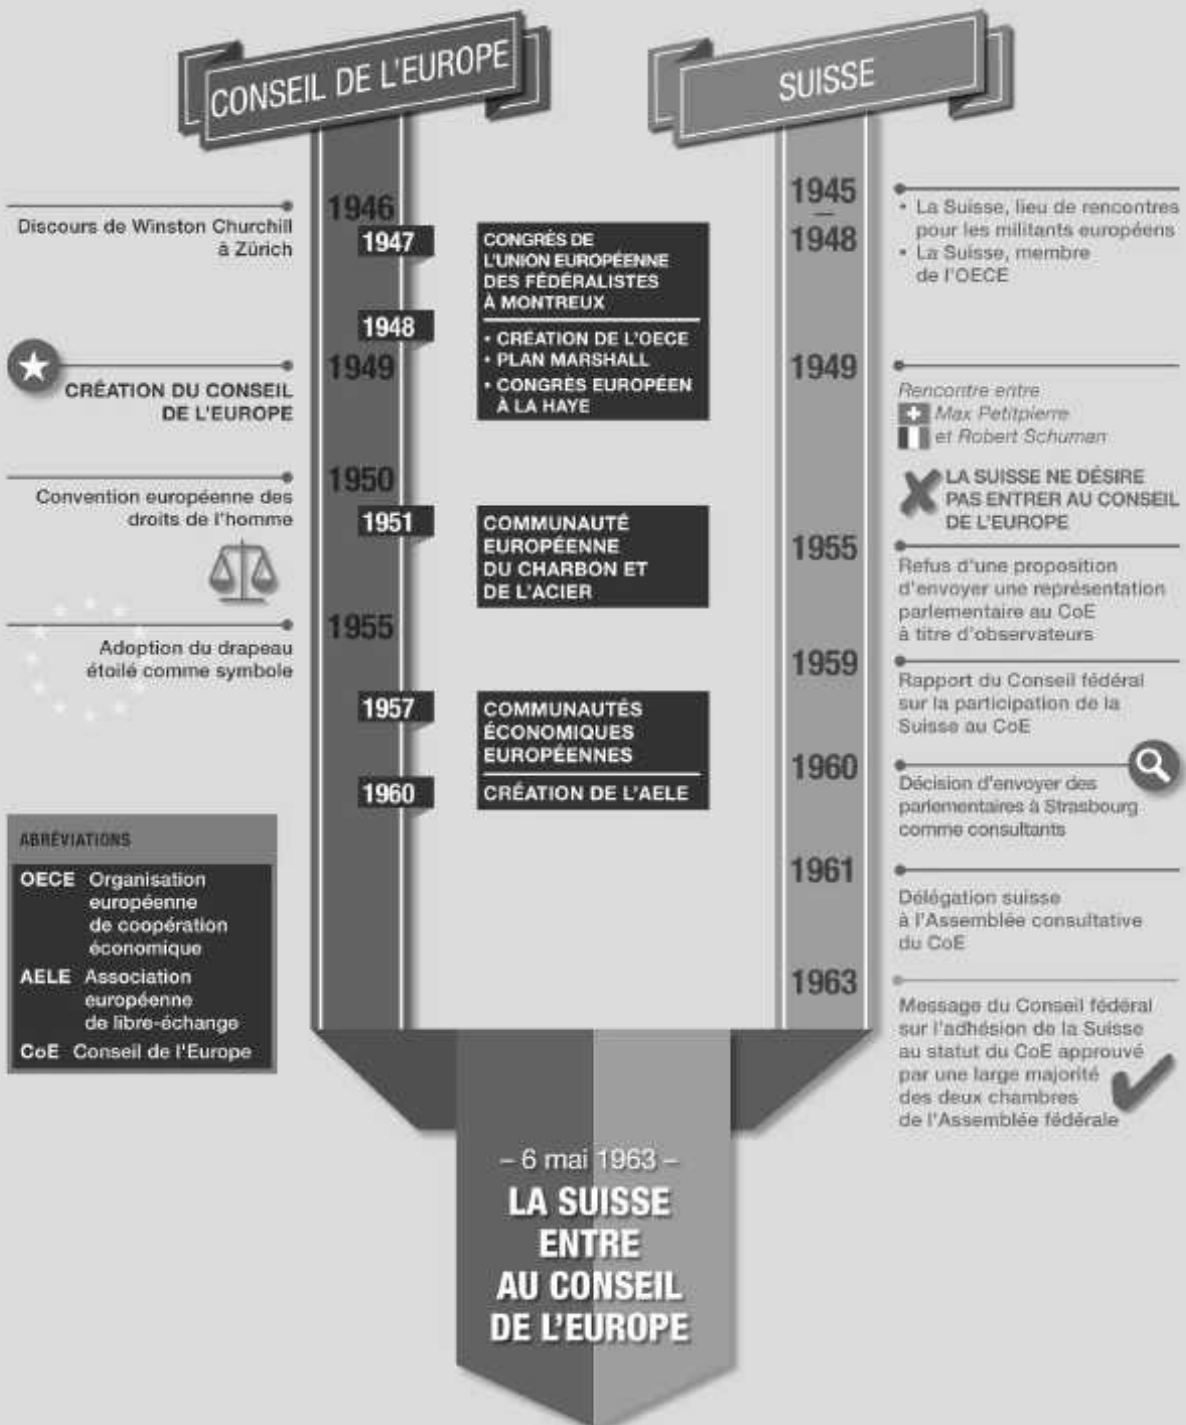 CONSEIL DE L'EUROPE
1946
Discours de Winston Churchill
à Zürich
1947
CONGRÈS DE
L'UNION EUROPÉENNE
DES FÉDÉRALISTES
À MONTREUX
1948
• CRÉATION DE L'OECE
• PLAN MARSHALL
• CONGRÈS EUROPÉEN
À LA HAYE
1949
CRÉATION DU CONSEIL
DE L'EUROPE
1950
Convention européenne des
droits de l'homme
1951
COMMUNAUTÉ
EUROPÉENNE
DU CHARBON ET
DE L'ACIER
1955
Adoption du drapeau
étoilé comme symbole
1957
COMMUNAUTÉS
ÉCONOMIQUES
EUROPÉENNES
1960
CRÉATION DE L'AELE
SUISSE
1945
–
1948
• La Suisse, lieu de rencontres
pour les militants européens
• La Suisse, membre
de l'OECE
1949
Rencontre entre
Max Petitpierre
et Robert Schuman
LA SUISSE NE DÉSIRE
PAS ENTRER AU CONSEIL
DE L'EUROPE
1955
Refus d'une proposition
d'envoyer une représentation
parlementaire au CoE
à titre d'observateurs
1959
Rapport du Conseil fédéral
sur la participation de la
Suisse au CoE
1960
Décision d'envoyer des
parlementaires à Strasbourg
comme consultants
1961
Délégation suisse
à l'Assemblée consultative
du CoE
1963
Message du Conseil fédéral
sur l'adhésion de la Suisse
au statut du CoE approuvé
par une large majorité
des deux chambres
de l'Assemblée fédérale
ABRÉVIATIONS
OECE Organisation
européenne
de coopération
économique
AELE Association
européenne
de libre-échange
CoE Conseil de l'Europe
– 6 mai 1963 –
LA SUISSE
ENTRE
AU CONSEIL
DE L'EUROPE